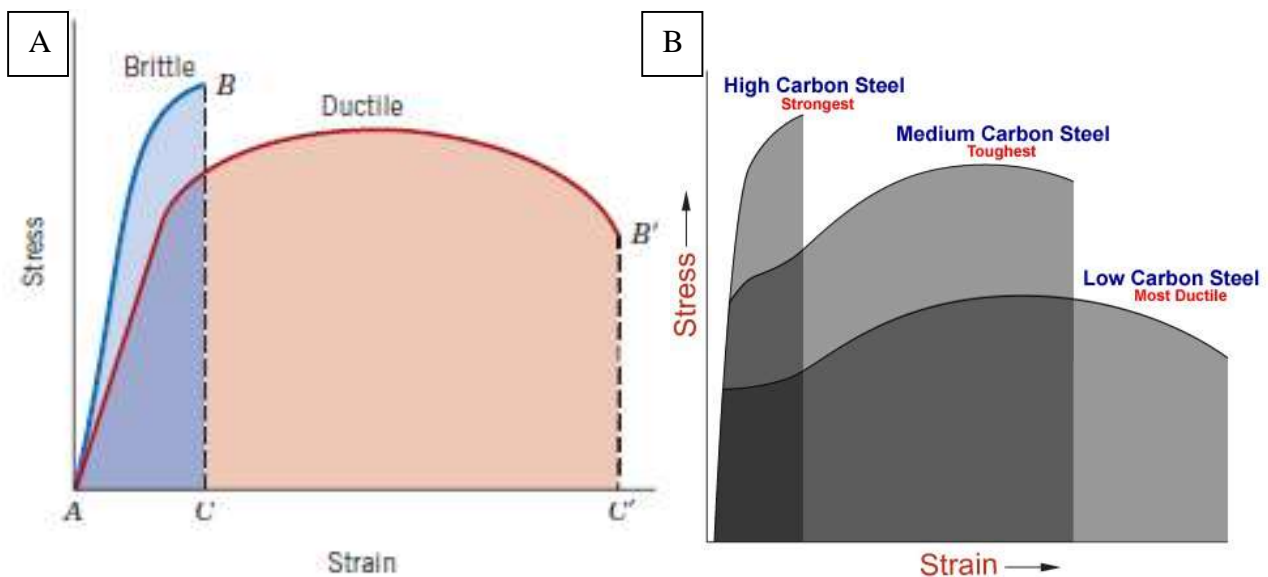 A
Brittle
B
Ductile
B'
Stress
A
C
C'
Strain
B
High Carbon Steel
Strongest
Medium Carbon Steel
Toughest
Low Carbon Steel
Most Ductile
Stress
Strain